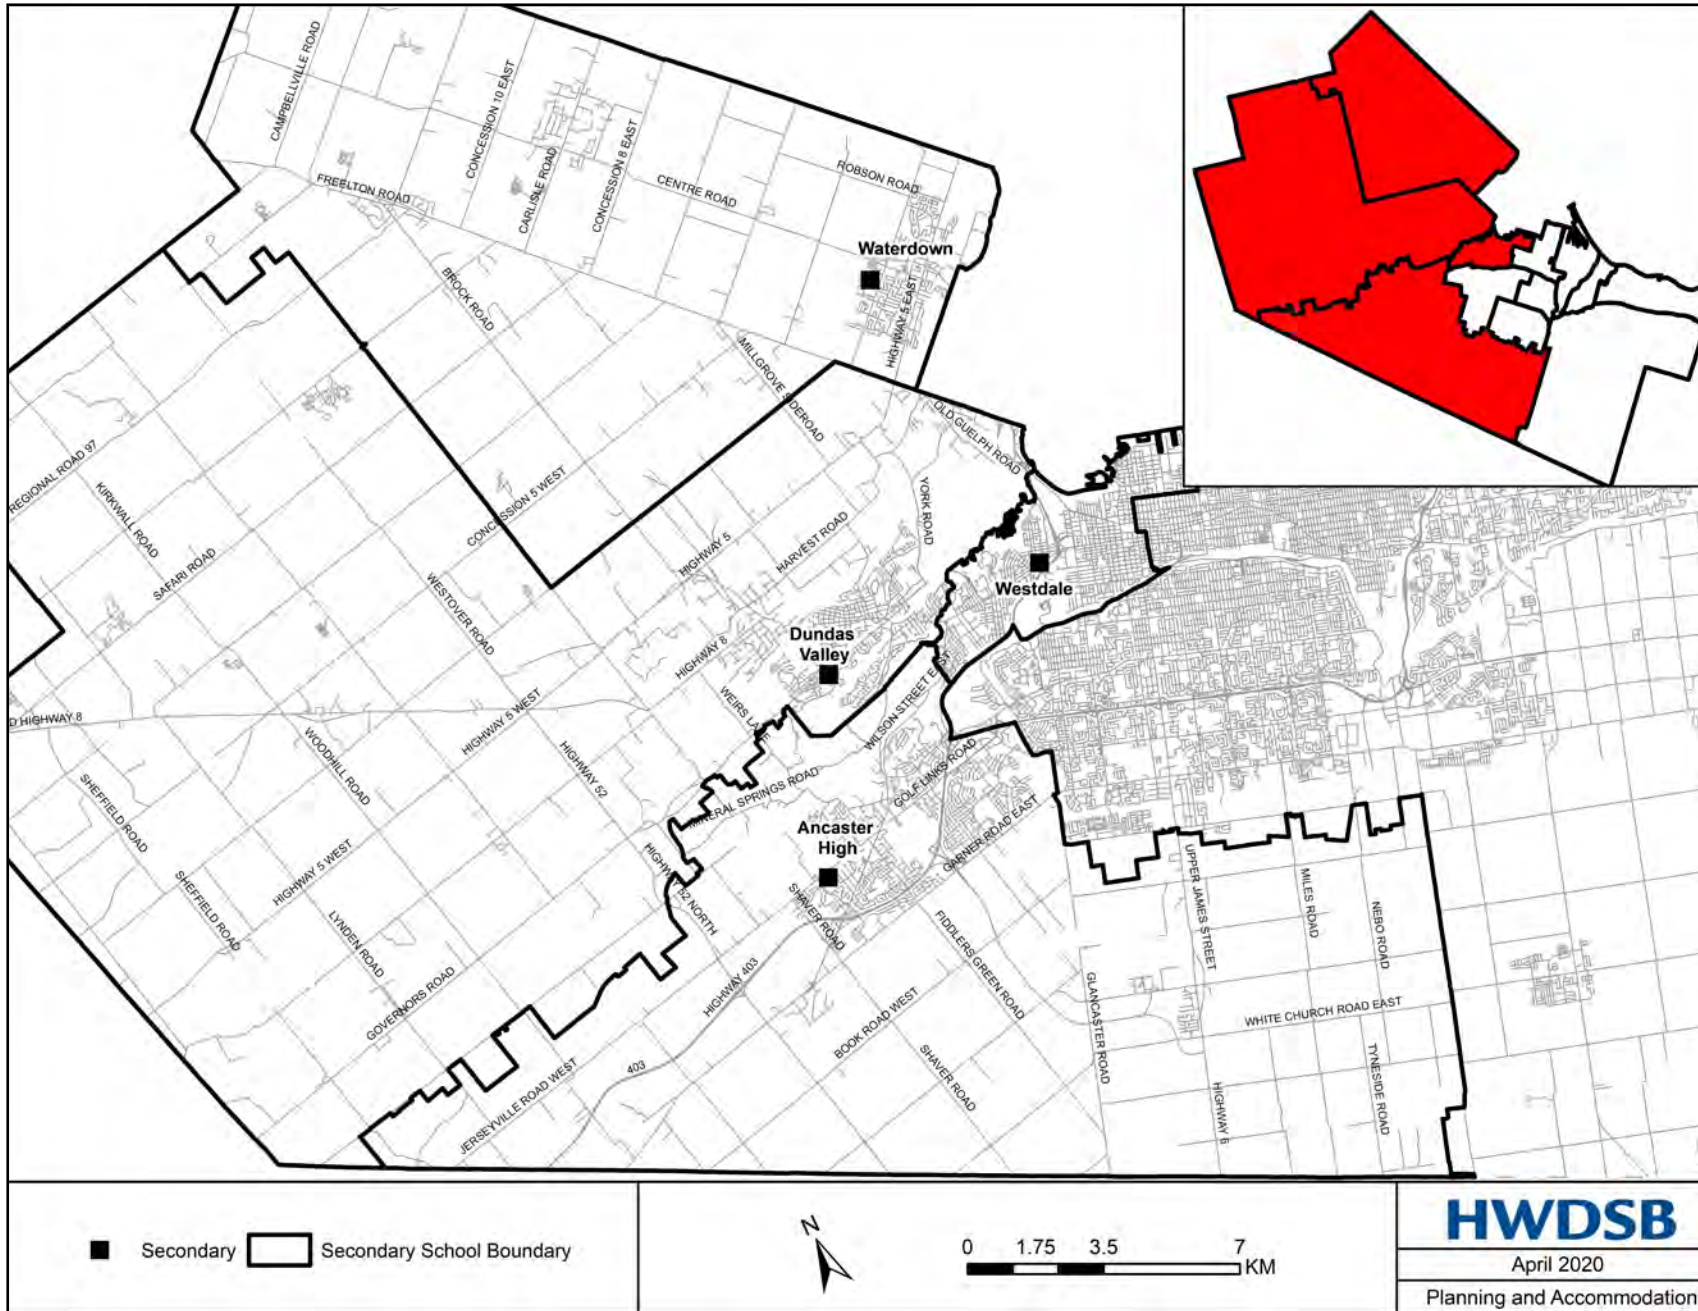 CAMPBELLVILLE ROAD
CONCESSION 10 EAST
CARLISLE ROAD
CONCESSION 8 EAST
FREELTON ROAD
CENTRE ROAD
ROBSON ROAD
Waterdown
HIGHWAY 5 EAST
BROCK ROAD
MILLGROVE SIDEROAD
OLD GUELPH ROAD
YORK ROAD
REGIONAL ROAD 97
KIRKWALL ROAD
SAFARI ROAD
CONCESSION 5 WEST
WESTOVER ROAD
HIGHWAY 5
HARVEST ROAD
Westdale
Dundas
Valley
HIGHWAY 8
WEIRS LANE
WILSON STREET EAST
D HIGHWAY 8
HIGHWAY 5 WEST
WOODHILL ROAD
HIGHWAY 52
SHEFFIELD ROAD
MINERAL SPRINGS ROAD
GOLF LINKS ROAD
GARNER ROAD EAST
Ancaster
High
HIGHWAY 5 WEST
SHEFFIELD ROAD
LYNDEN ROAD
HIGHWAY 52 NORTH
SHAVER ROAD
FIDDLERS GREEN ROAD
UPPER JAMES STREET
MILES ROAD
NEBO ROAD
GOVERNORS ROAD
HIGHWAY 403
BOOK ROAD WEST
GLANCASTER ROAD
WHITE CHURCH ROAD EAST
JERSEYVILLE ROAD WEST
403
SHAVER ROAD
HIGHWAY 6
TYNESIDE ROAD
Secondary
Secondary School Boundary
N
0 1.75 3.5 7
KM
HWDSB
April 2020
Planning and Accommodation